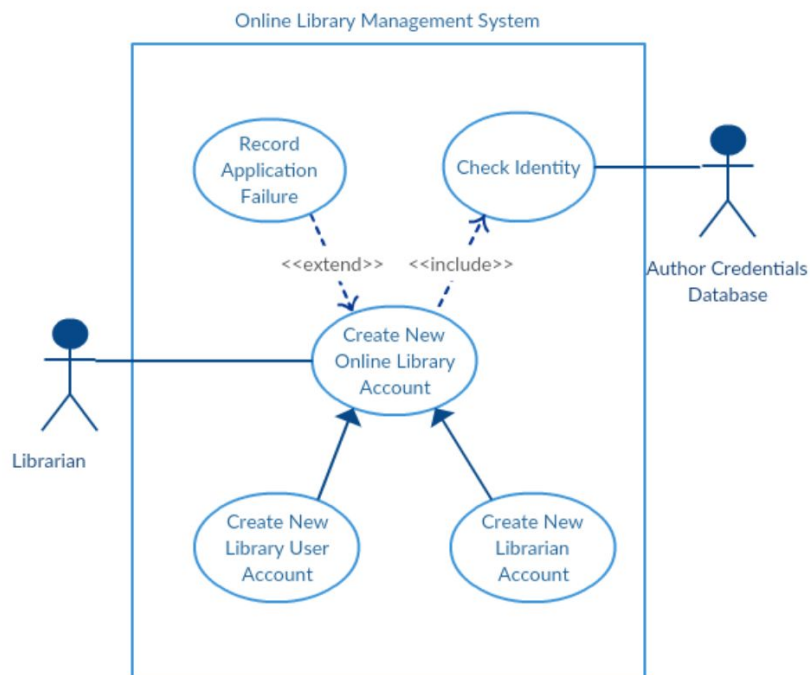 Online Library Management System
Record
Application
Failure
Check Identity
<<extend>>
<<include>>
Author Credentials
Database
Create New
Online Library
Account
Librarian
Create New
Library User
Account
Create New
Librarian
Account